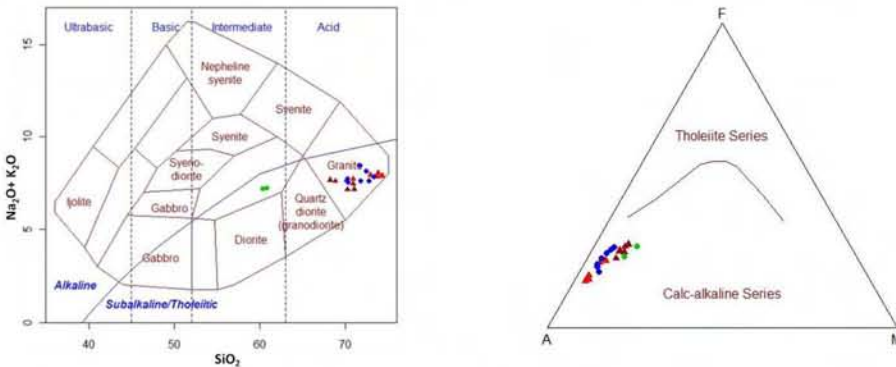 Ultrabasic Basic Intermediate Acid
Nepheline
syenite
Syenite
Syenite
Syeno-
diorite
Granite
Ijolite
Gabbro
Quartz
diorite
(granodiorite)
Diorite
Gabbro
Alkaline
Subalkaline/Tholeiitic
Na₂O+ K₂O
15
10
5
0
40 50 60 70
SiO₂
F
Tholeiite Series
Calc-alkaline Series
A M